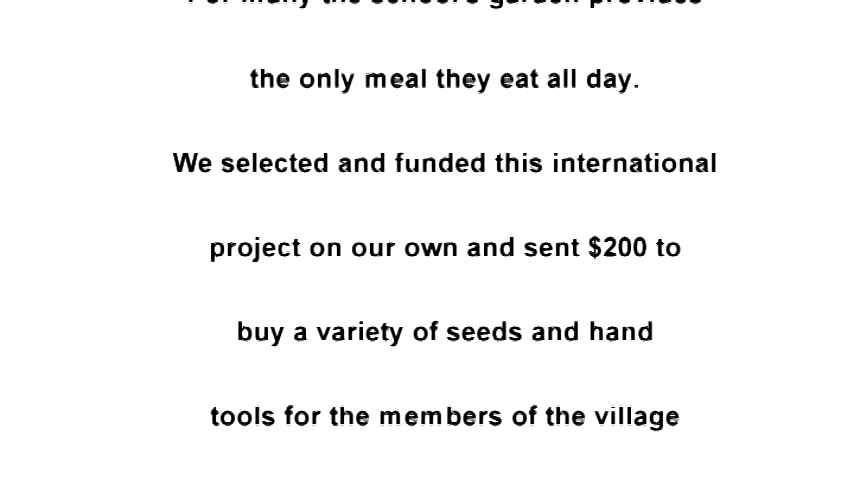 For many the school's garden provides
the only meal they eat all day.
We selected and funded this international
project on our own and sent $200 to
buy a variety of seeds and hand
tools for the members of the village